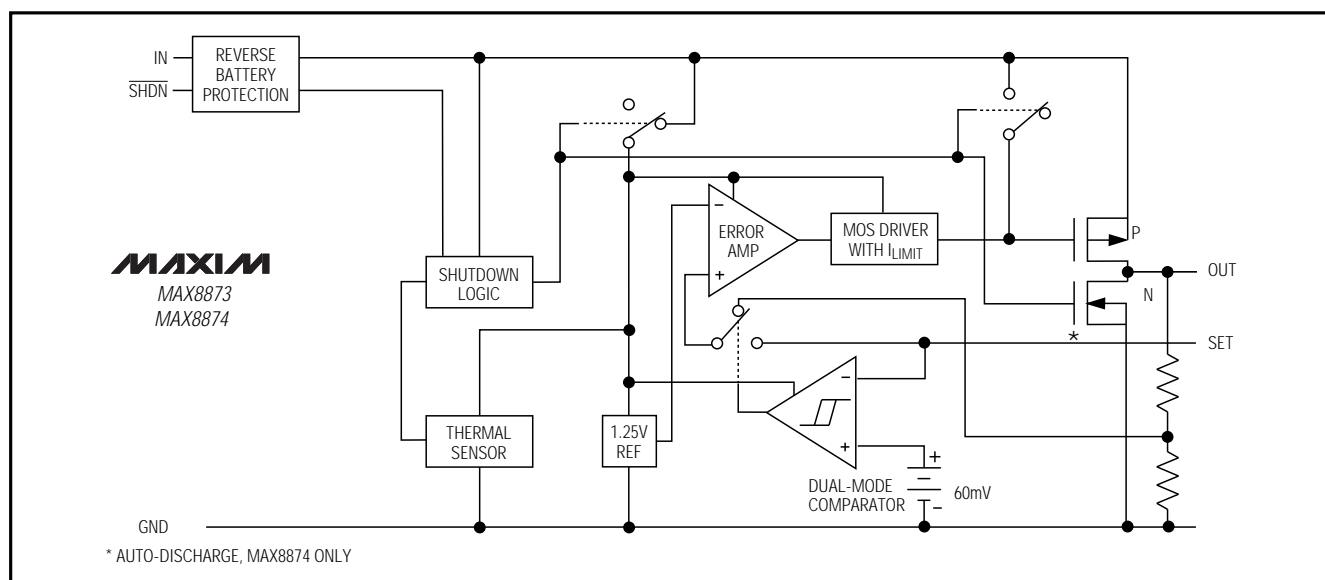 IN
SHDN
REVERSE
BATTERY
PROTECTION
MAXIM
MAX8873
MAX8874
SHUTDOWN
LOGIC
THERMAL
SENSOR
1.25V
REF
−
ERROR
AMP
+
MOS DRIVER
WITH ILIMIT
P
OUT
N
*
SET
−
+
DUAL-MODE
COMPARATOR
+
60mV
−
GND
* AUTO-DISCHARGE, MAX8874 ONLY